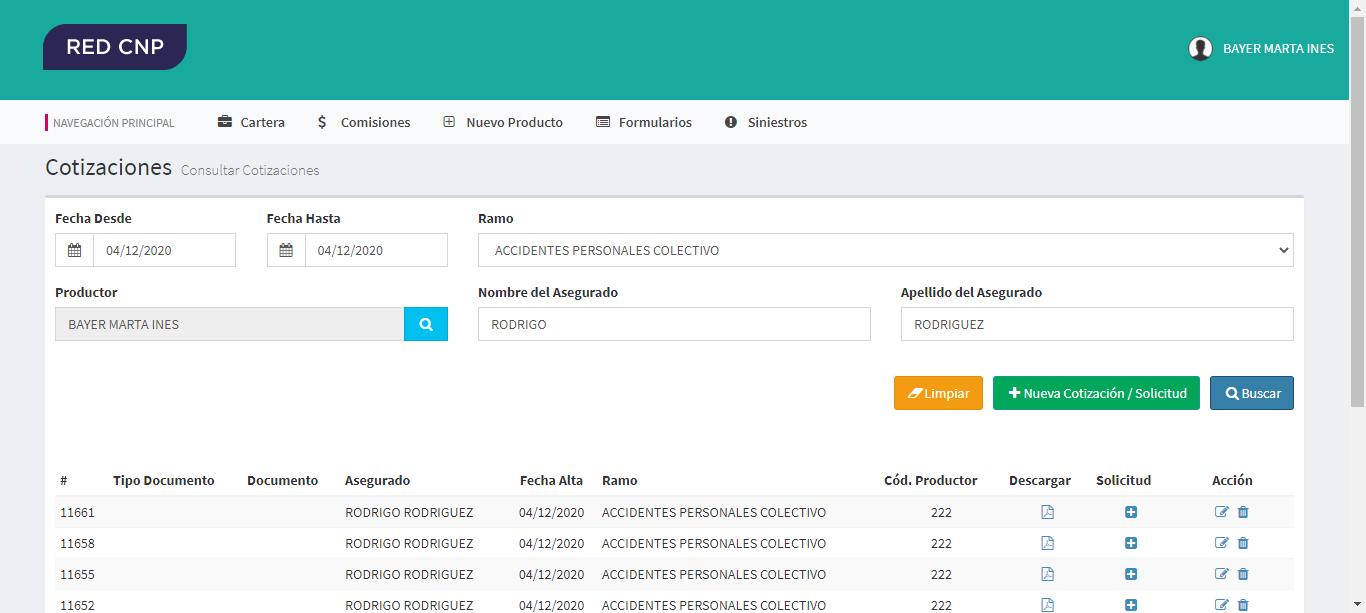 RED CNP
BAYER MARTA INES
NAVEGACIÓN PRINCIPAL Cartera Comisiones Nuevo Producto Formularios Siniestros
Cotizaciones Consultar Cotizaciones
Fecha Desde Fecha Hasta Ramo
04/12/2020 04/12/2020 ACCIDENTES PERSONALES COLECTIVO
Productor Nombre del Asegurado Apellido del Asegurado
BAYER MARTA INES RODRIGO RODRIGUEZ
Limpiar Nueva Cotización / Solicitud Buscar
# Tipo Documento Documento Asegurado Fecha Alta Ramo Cód. Productor Descargar Solicitud Acción
11661 RODRIGO RODRIGUEZ 04/12/2020 ACCIDENTES PERSONALES COLECTIVO 222
11658 RODRIGO RODRIGUEZ 04/12/2020 ACCIDENTES PERSONALES COLECTIVO 222
11655 RODRIGO RODRIGUEZ 04/12/2020 ACCIDENTES PERSONALES COLECTIVO 222
11652 RODRIGO RODRIGUEZ 04/12/2020 ACCIDENTES PERSONALES COLECTIVO 222